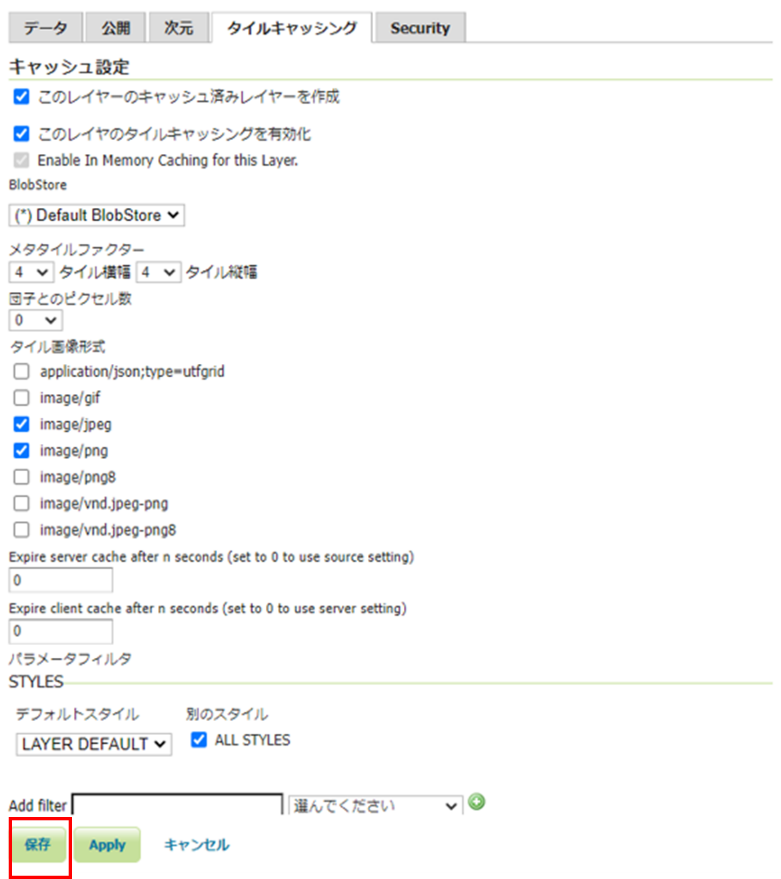 データ 公開 次元 タイルキャッシング Security
キャッシュ設定
このレイヤーのキャッシュ済みレイヤーを作成
このレイヤのタイルキャッシングを有効化
Enable In Memory Caching for this Layer.
BlobStore
(*) Default BlobStore
メタタイルファクター
4 タイル横幅 4 タイル縦幅
団子とのピクセル数
0
タイル画像形式
application/json;type=utfgrid
image/gif
image/jpeg
image/png
image/png8
image/vnd.jpeg-png
image/vnd.jpeg-png8
Expire server cache after n seconds (set to 0 to use source setting)
0
Expire client cache after n seconds (set to 0 to use server setting)
0
パラメータフィルタ
STYLES
デフォルトスタイル 別のスタイル
LAYER DEFAULT ALL STYLES
Add filter 選んでください
保存 Apply キャンセル